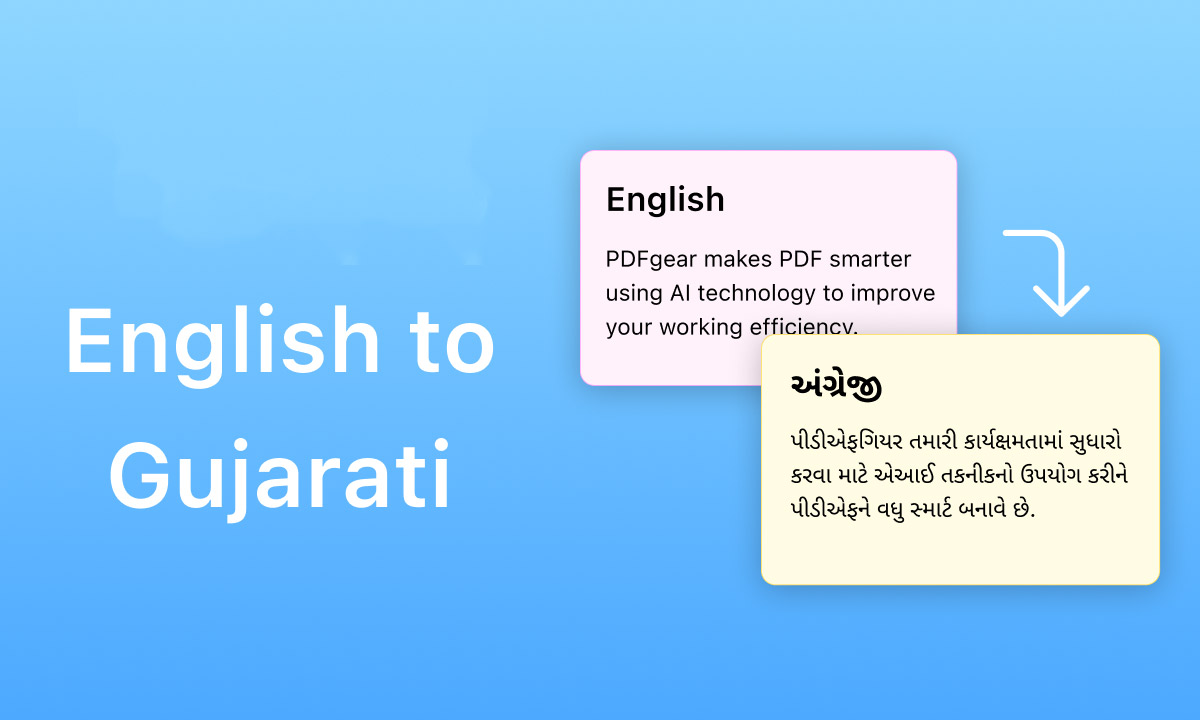 English to
Gujarati
English
PDFgear makes PDF smarter
using AI technology to improve
your working efficiency.
અંગ્રેજી
પીડીએફગિયર તમારી કાર્યક્ષમતામાં સુધારો
કરવા માટે એઆઈ તકનીકનો ઉપયોગ કરીને
પીડીએફને વધુ સ્માર્ટ બનાવે છે.